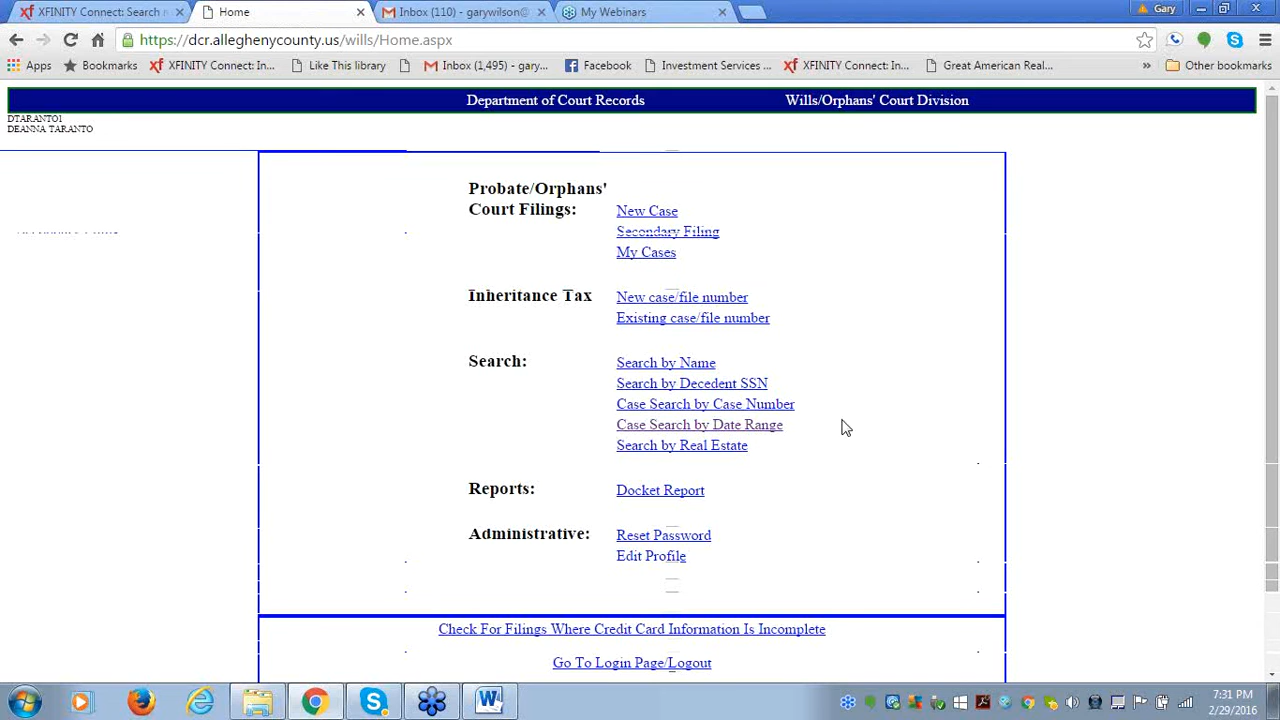 XFINITY Connect: Search r
Home
Inbox (110) - garywilson@
My Webinars
Gary
https://dcr.alleghenycounty.us/wills/Home.aspx
Apps
Bookmarks
XFINITY Connect: In...
Like This library
Inbox (1,495) - gary...
Facebook
Investment Services ...
XFINITY Connect: In...
Great American Real...
»
Other bookmarks
Department of Court Records
Wills/Orphans' Court Division
DTARANTO1
DEANNA TARANTO
Probate/Orphans'
Court Filings:
New Case
Secondary Filing
My Cases
Inheritance Tax
New case/file number
Existing case/file number
Search:
Search by Name
Search by Decedent SSN
Case Search by Case Number
Case Search by Date Range
Search by Real Estate
Reports:
Docket Report
Administrative:
Reset Password
Edit Profile
Check For Filings Where Credit Card Information Is Incomplete
Go To Login Page/Logout
7:31 PM
2/29/2016